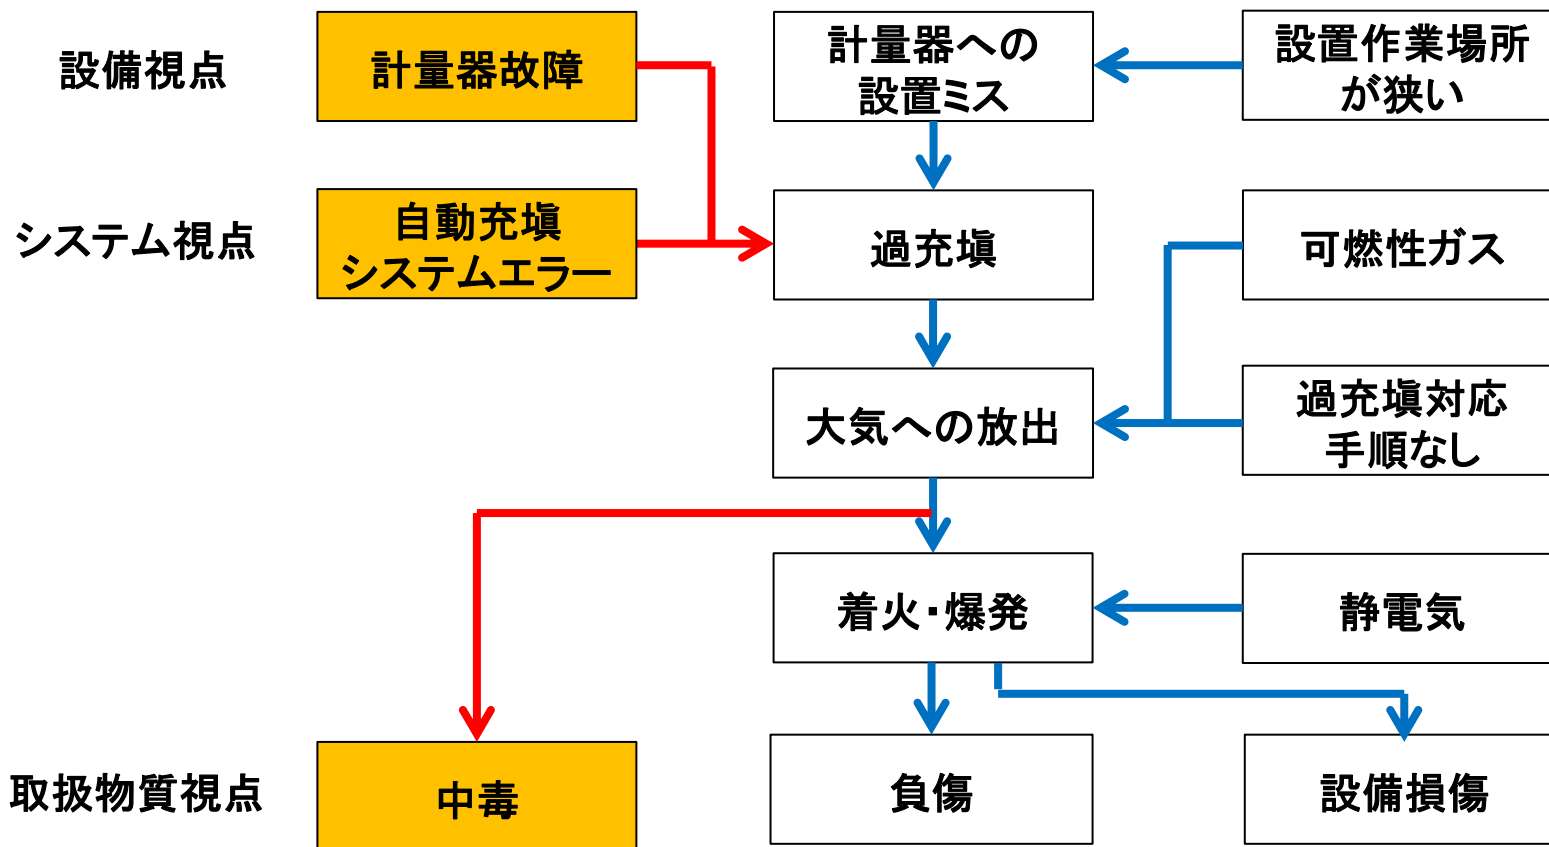 設備視点
計量器故障
計量器への
設置ミス
設置作業場所
が狭い
システム視点
自動充塡
システムエラー
過充塡
可燃性ガス
大気への放出
過充塡対応
手順なし
着火・爆発
静電気
取扱物質視点
中毒
負傷
設備損傷